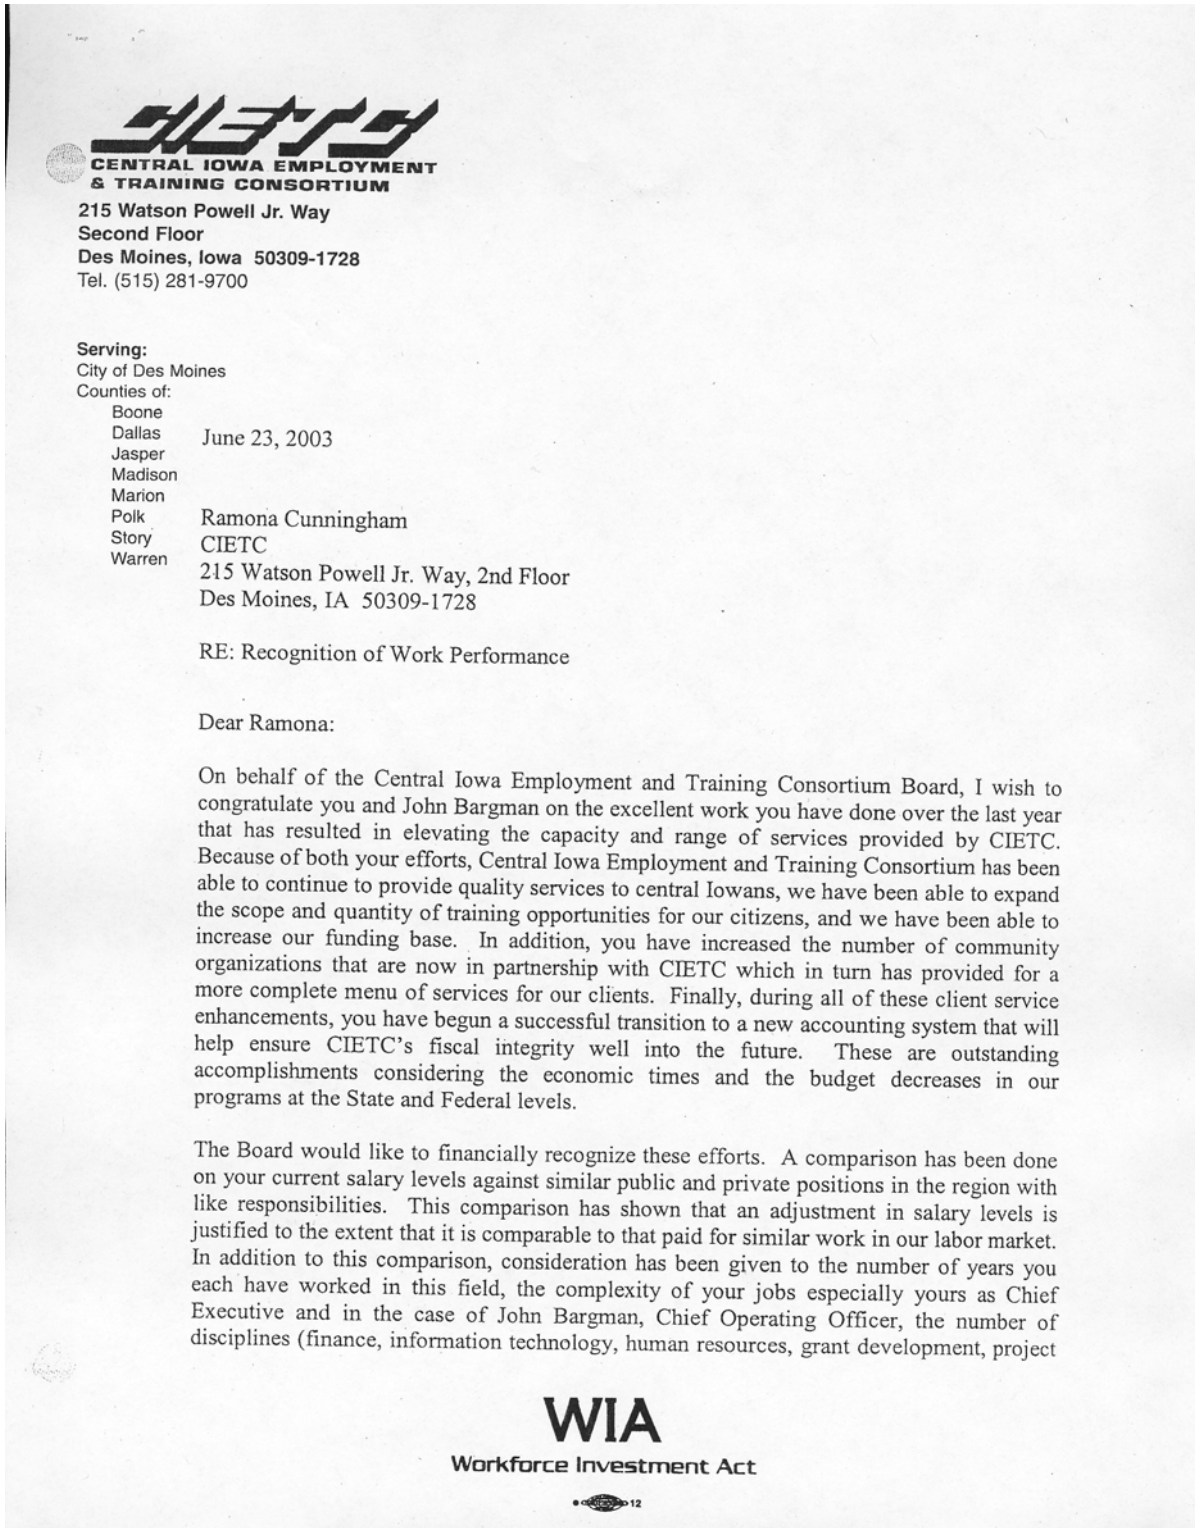 CIETC
CENTRAL IOWA EMPLOYMENT
& TRAINING CONSORTIUM
215 Watson Powell Jr. Way
Second Floor
Des Moines, Iowa 50309-1728
Tel. (515) 281-9700
Serving:
City of Des Moines
Counties of:
Boone
Dallas
Jasper
Madison
Marion
Polk
Story
Warren
June 23, 2003
Ramona Cunningham
CIETC
215 Watson Powell Jr. Way, 2nd Floor
Des Moines, IA 50309-1728
RE: Recognition of Work Performance
Dear Ramona:
On behalf of the Central Iowa Employment and Training Consortium Board, I wish to
congratulate you and John Bargman on the excellent work you have done over the last year
that has resulted in elevating the capacity and range of services provided by CIETC.
Because of both your efforts, Central Iowa Employment and Training Consortium has been
able to continue to provide quality services to central Iowans, we have been able to expand
the scope and quantity of training opportunities for our citizens, and we have been able to
increase our funding base. In addition, you have increased the number of community
organizations that are now in partnership with CIETC which in turn has provided for a
more complete menu of services for our clients. Finally, during all of these client service
enhancements, you have begun a successful transition to a new accounting system that will
help ensure CIETC's fiscal integrity well into the future. These are outstanding
accomplishments considering the economic times and the budget decreases in our
programs at the State and Federal levels.
The Board would like to financially recognize these efforts. A comparison has been done
on your current salary levels against similar public and private positions in the region with
like responsibilities. This comparison has shown that an adjustment in salary levels is
justified to the extent that it is comparable to that paid for similar work in our labor market.
In addition to this comparison, consideration has been given to the number of years you
each have worked in this field, the complexity of your jobs especially yours as Chief
Executive and in the case of John Bargman, Chief Operating Officer, the number of
disciplines (finance, information technology, human resources, grant development, project
WIA
Workforce Investment Act
12